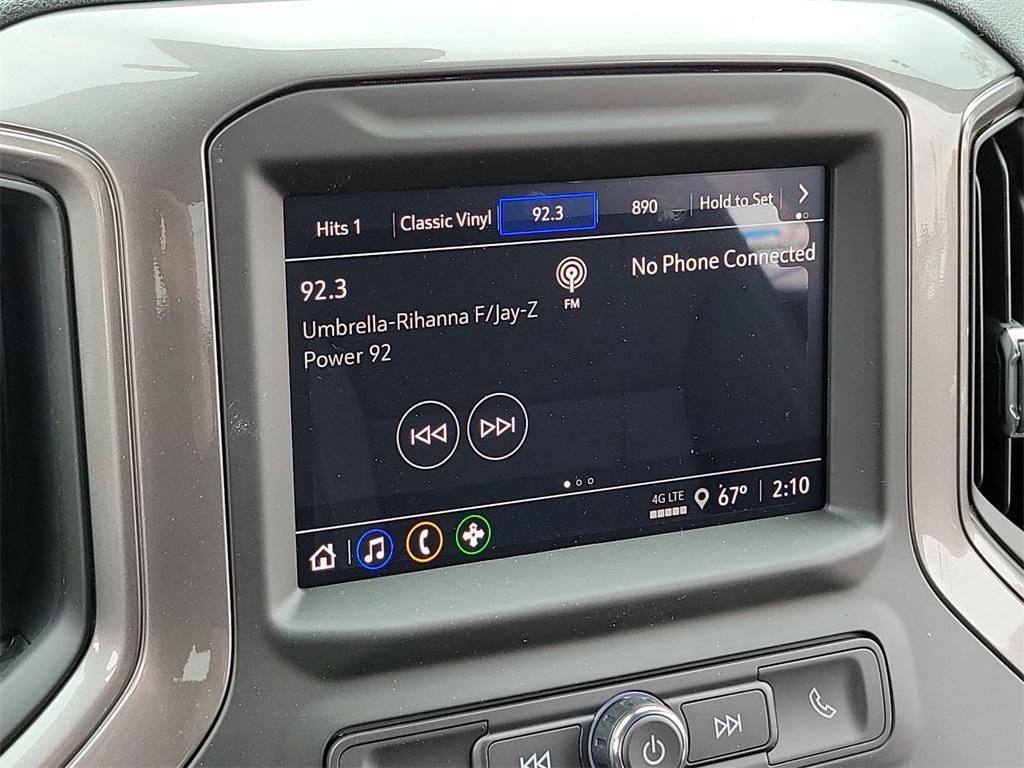 Hits 1 Classic Vinyl 92.3 890 Hold to Set
92.3 FM No Phone Connected
Umbrella-Rihanna F/Jay-Z
Power 92
4G LTE 67° 2:10